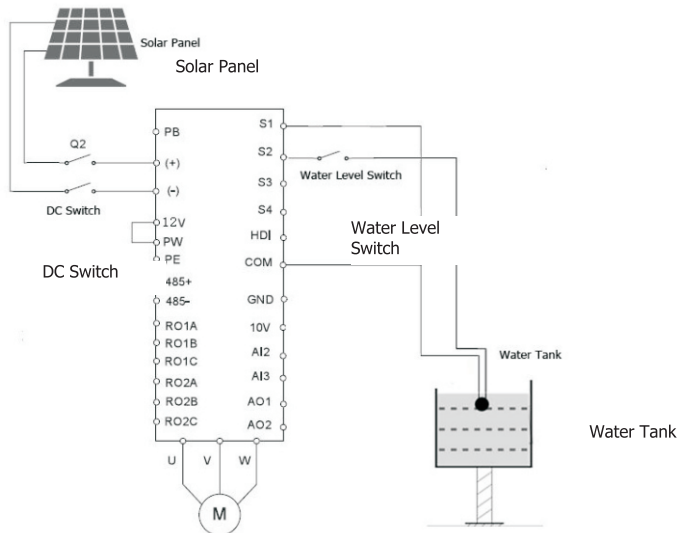 Solar Panel
Solar Panel
Q2
DC Switch
DC Switch
PB
(+)
(-)
12V
PW
PE
485+
485-
RO1A
RO1B
RO1C
RO2A
RO2B
RO2C
S1
S2
S3
S4
HDI
COM
GND
10V
AI2
AI3
AO1
AO2
Water Level Switch
Water Level
Switch
U V W
M
Water Tank
Water Tank